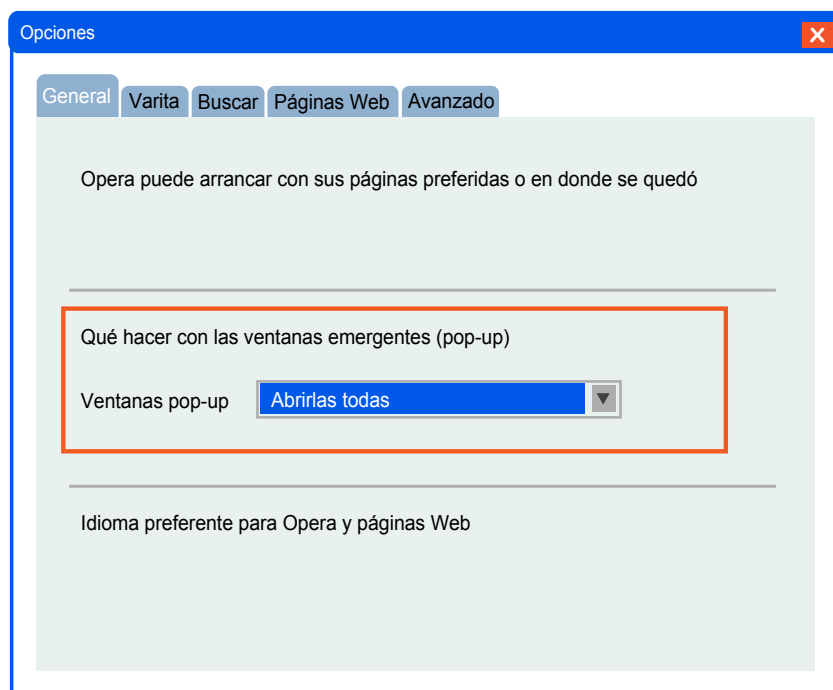 Opciones
General Varita Buscar Páginas Web Avanzado
Opera puede arrancar con sus páginas preferidas o en donde se quedó
Qué hacer con las ventanas emergentes (pop-up)
Ventanas pop-up Abrirlas todas
Idioma preferente para Opera y páginas Web